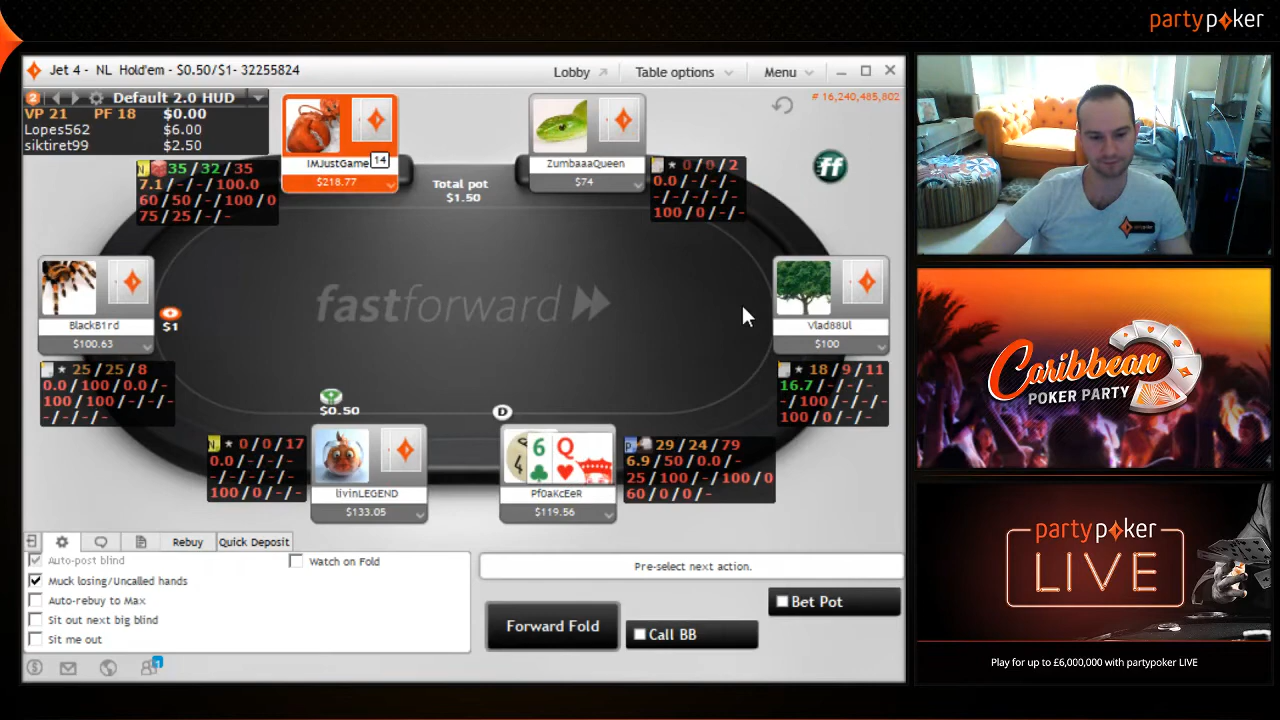 partypoker
Jet 4 - NL Hold'em - $0.50/$1- 32255824
Lobby
Table options
Menu
2
Default 2.0 HUD
VP 21 PF 18 $0.00
Lopes562 $6.00
siktiret99 $2.50
# 16,240,485,802
IMJustGame
14
$218.77
ZumbaaaQueen
$74
Total pot
$1.50
ff
N 35/32/35
7.1/-/-/100.0
60/50/-/100/0
75/25/-/-
★ 0/0/2
0.0/-/-/-
-/-/-/-/-
100/0/-/-
BlackB1rd
$100.63
$1
fastforward
Vlad88Ul
$100
★ 25/25/8
0.0/100/0.0/-
100/100/-/-/-
-/-/-/-
★ 18/9/11
16.7/-/-/-
-/100/-/-/-
100/0/-/-
$0.50
D
N ★ 0/0/17
0.0/-/-/-
-/-/-/-/-
100/0/-/-
livinLEGEND
$133.05
4 6 Q
Pf0aKcEeR
$119.56
29/24/79
6.9/50/0.0/-
25/100/-/100/0
60/0/0/-
Rebuy
Quick Deposit
Auto-post blind
Watch on Fold
Muck losing/Uncalled hands
Auto-rebuy to Max
Sit out next big blind
Sit me out
1
Pre-select next action.
Forward Fold
Call BB
Bet Pot
Caribbean
POKER PARTY
partypoker
LIVE
Play for up to £6,000,000 with partypoker LIVE